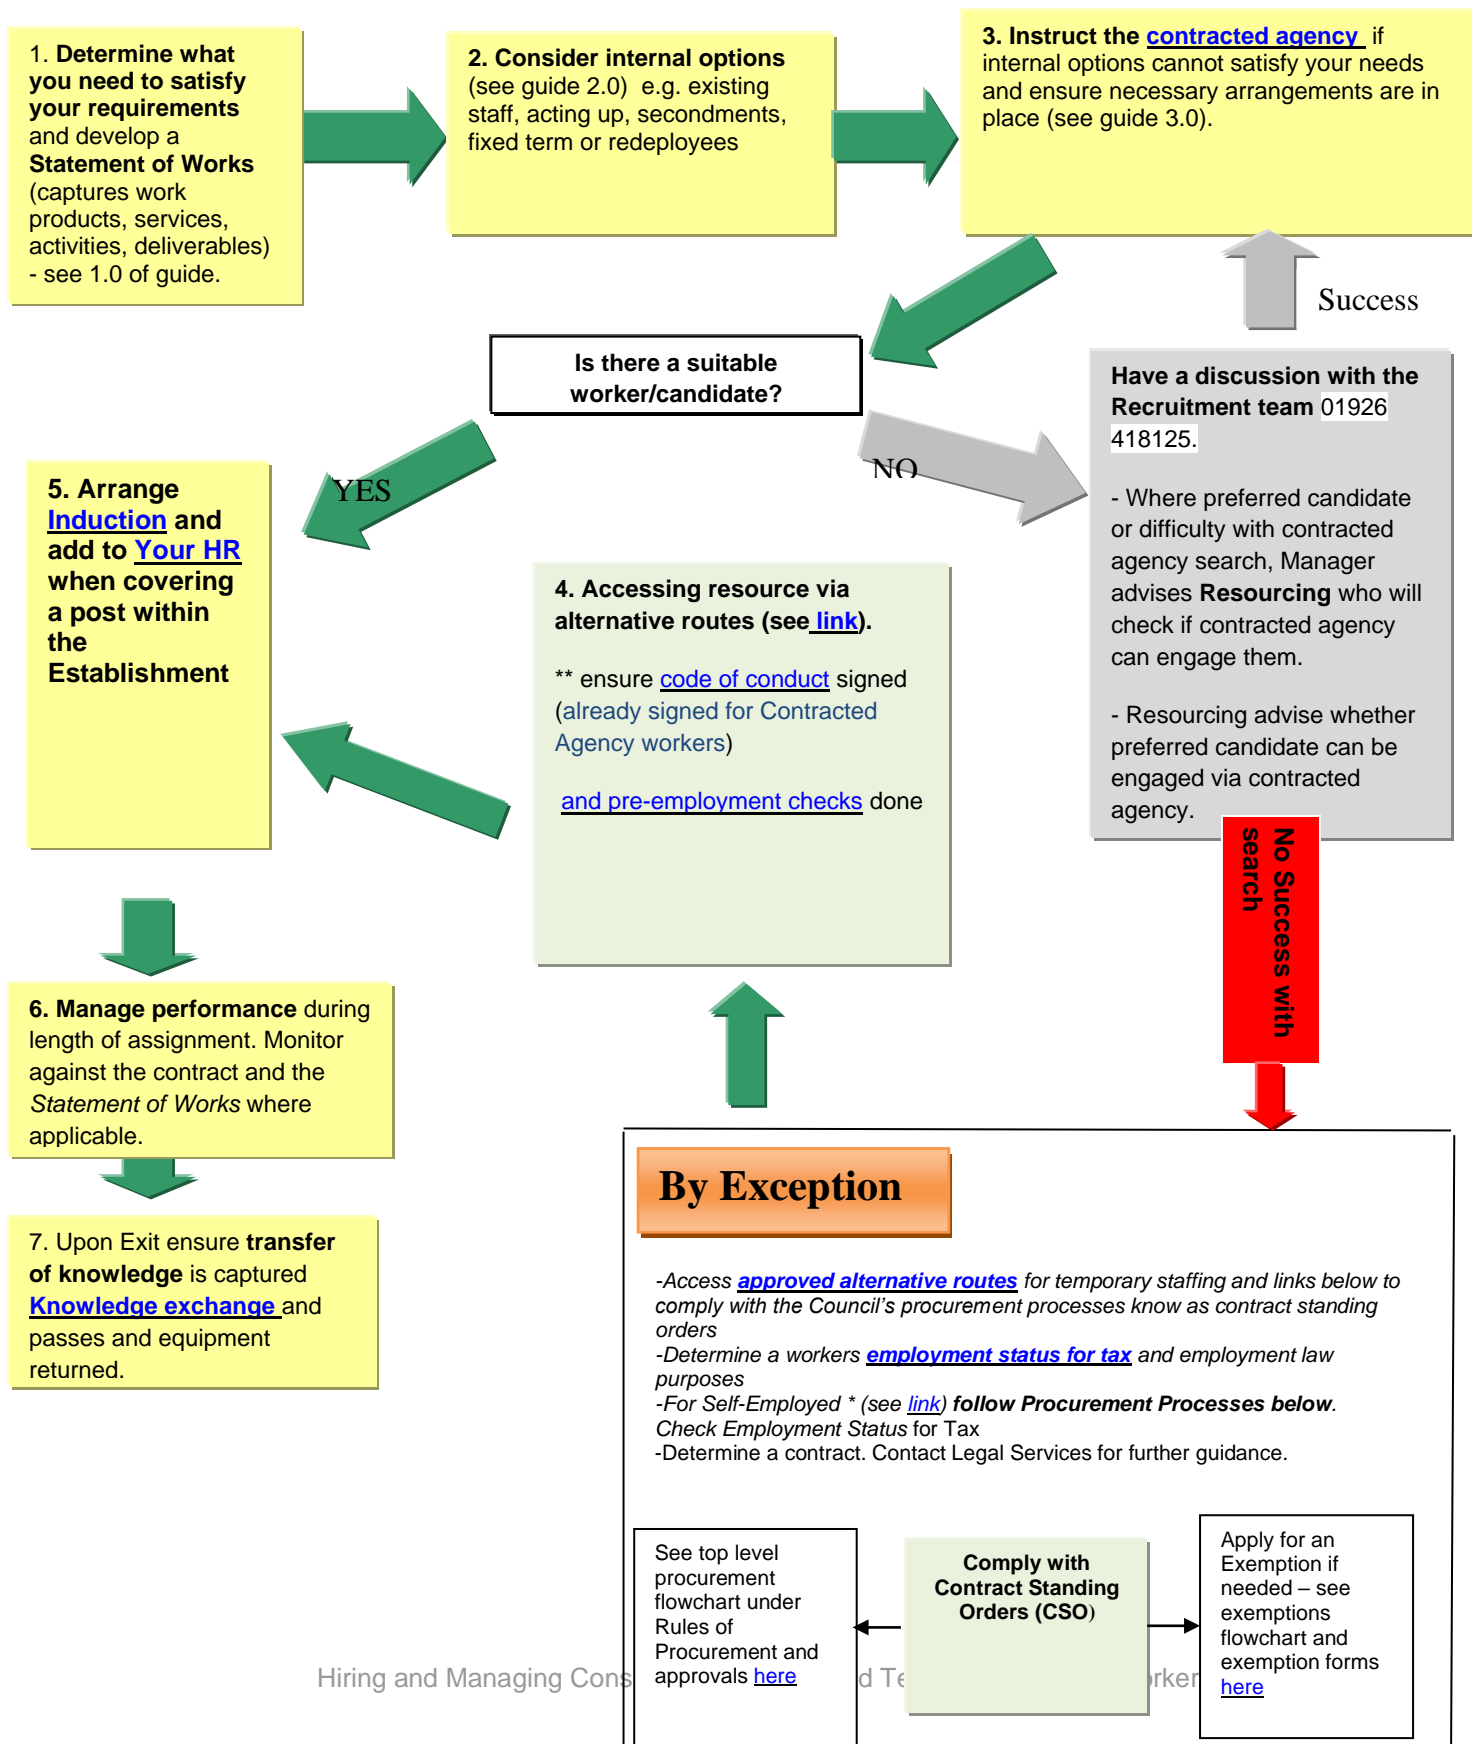 1. Determine what
you need to satisfy
your requirements
and develop a
Statement of Works
(captures work
products, services,
activities, deliverables)
- see 1.0 of guide.
2. Consider internal options
(see guide 2.0)  e.g. existing
staff, acting up, secondments,
fixed term or redeployees
3. Instruct the contracted agency  if
internal options cannot satisfy your needs
and ensure necessary arrangements are in
place (see guide 3.0).
Success
Is there a suitable
worker/candidate?
YES
NO
Have a discussion with the
Recruitment team 01926
418125.
- Where preferred candidate
or difficulty with contracted
agency search, Manager
advises Resourcing who will
check if contracted agency
can engage them.
- Resourcing advise whether
preferred candidate can be
engaged via contracted
agency.
No Success with
search
5. Arrange
Induction and
add to Your HR
when covering
a post within
the
Establishment
4. Accessing resource via
alternative routes (see link).
** ensure code of conduct signed
(already signed for Contracted
Agency workers)
and pre-employment checks done
6. Manage performance during
length of assignment. Monitor
against the contract and the
Statement of Works where
applicable.
7. Upon Exit ensure transfer
of knowledge is captured
Knowledge exchange and
passes and equipment
returned.
By Exception
-Access approved alternative routes for temporary staffing and links below to
comply with the Council's procurement processes know as contract standing
orders
-Determine a workers employment status for tax and employment law
purposes
-For Self-Employed * (see link) follow Procurement Processes below.
Check Employment Status for Tax
-Determine a contract. Contact Legal Services for further guidance.
See top level
procurement
flowchart under
Rules of
Procurement and
approvals here
Comply with
Contract Standing
Orders (CSO)
Apply for an
Exemption if
needed – see
exemptions
flowchart and
exemption forms
here
Hiring and Managing